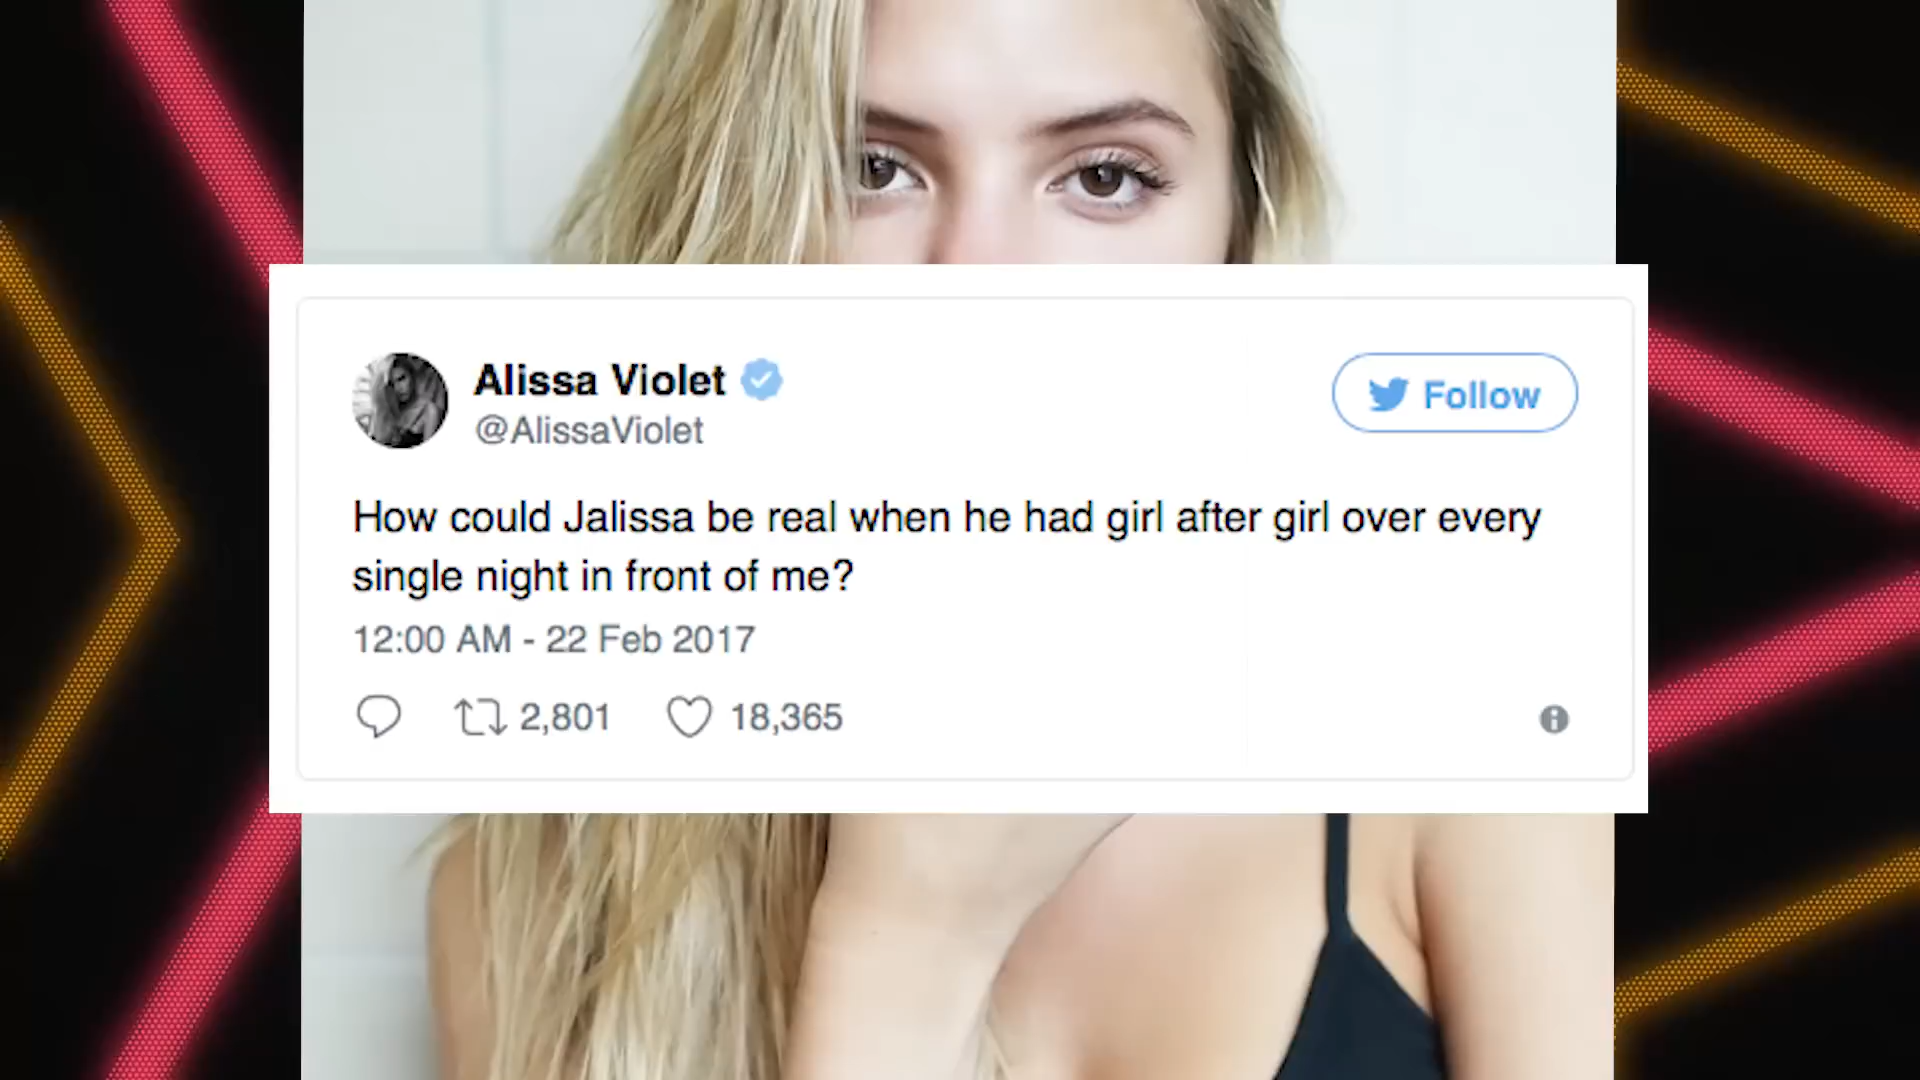 Alissa Violet
@AlissaViolet
Follow
How could Jalissa be real when he had girl after girl over every
single night in front of me?
12:00 AM - 22 Feb 2017
2,801 18,365